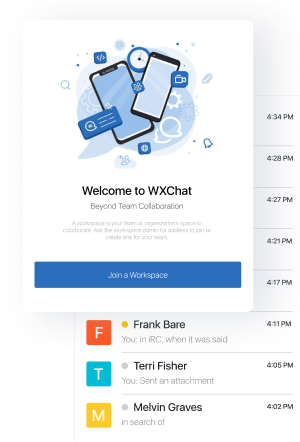 4:34 PM
4:28 PM
Welcome to WXChat
Beyond Team Collaboration
4:27 PM
A workspace is your team or organization's space to
collaborate. Ask the workspace admin for address to join or
create one for your team.
4:21 PM
Join a Workspace
4:17 PM
F
Frank Bare
4:11 PM
You: in iRC, when it was said
T
Terri Fisher
4:05 PM
You: Sent an attachment
M
Melvin Graves
4:02 PM
in search of